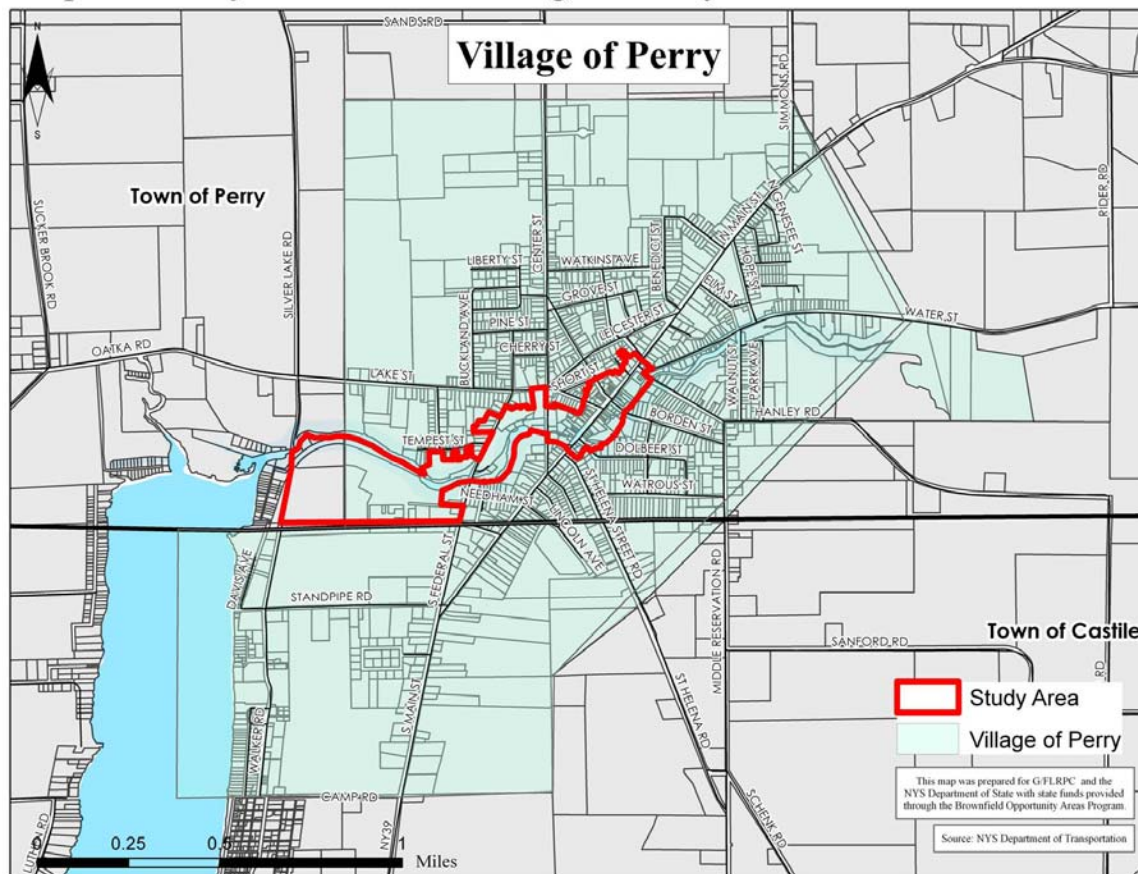 SANDS RD
Village of Perry
N
S
SIMMONS RD
Town of Perry
SUCKER BROOK RD
SILVER LAKE RD
CENTER ST
N MAIN ST
N GENESEE ST
RIDER RD
LIBERTY ST
WATKINS AVE
BENEDICT ST
HOPE ST
BUCKLAND AVE
GROVE ST
ELM ST
PINE ST
LEICESTER ST
WATER ST
OATKA RD
CHERRY ST
LAKE ST
SHORT ST
WALNUT ST
PARK AVE
BORDEN ST
HANLEY RD
TEMPEST ST
DOLBEER ST
NEEDHAM ST
WATROUS ST
LINCOLN AVE
ST HELENA STREET RD
DAVIS AVE
S FEDERAL ST
STANDPIPE RD
MIDDLE RESERVATION RD
SANFORD RD
Town of Castile
RD
S MAIN ST
ST HELENA RD
WALKER RD
Study Area
Village of Perry
CAMP RD
NY39
SCHENK RD
This map was prepared for G/FLRPC and the
NYS Department of State with state funds provided
through the Brownfield Opportunity Areas Program.
Source: NYS Department of Transportation
0 0.25 0.5 1
Miles